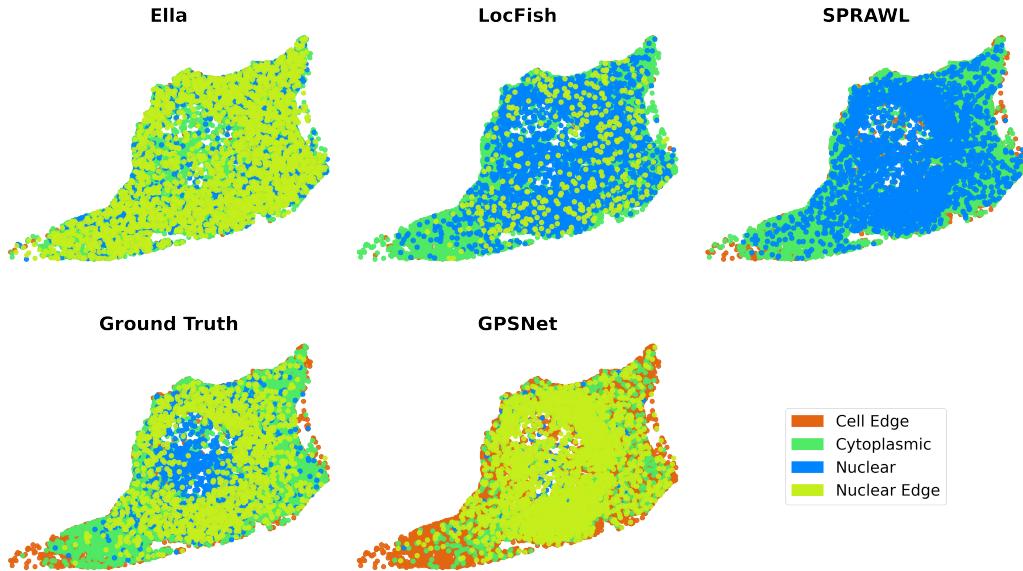 Ella
LocFish
SPRAWL
Ground Truth
GPSNet
Cell Edge
Cytoplasmic
Nuclear
Nuclear Edge